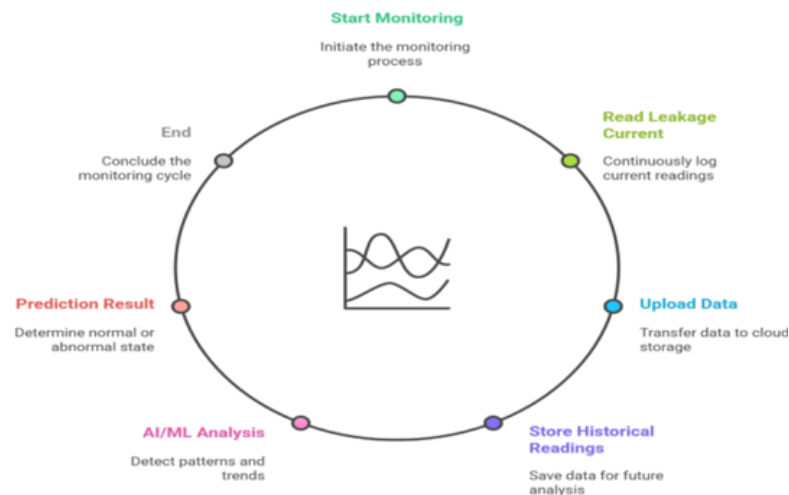 Start Monitoring
Initiate the monitoring
process
Read Leakage
Current
Continuously log
current readings
Upload Data
Transfer data to cloud
storage
Store Historical
Readings
Save data for future
analysis
AI/ML Analysis
Detect patterns and
trends
Prediction Result
Determine normal or
abnormal state
End
Conclude the
monitoring cycle